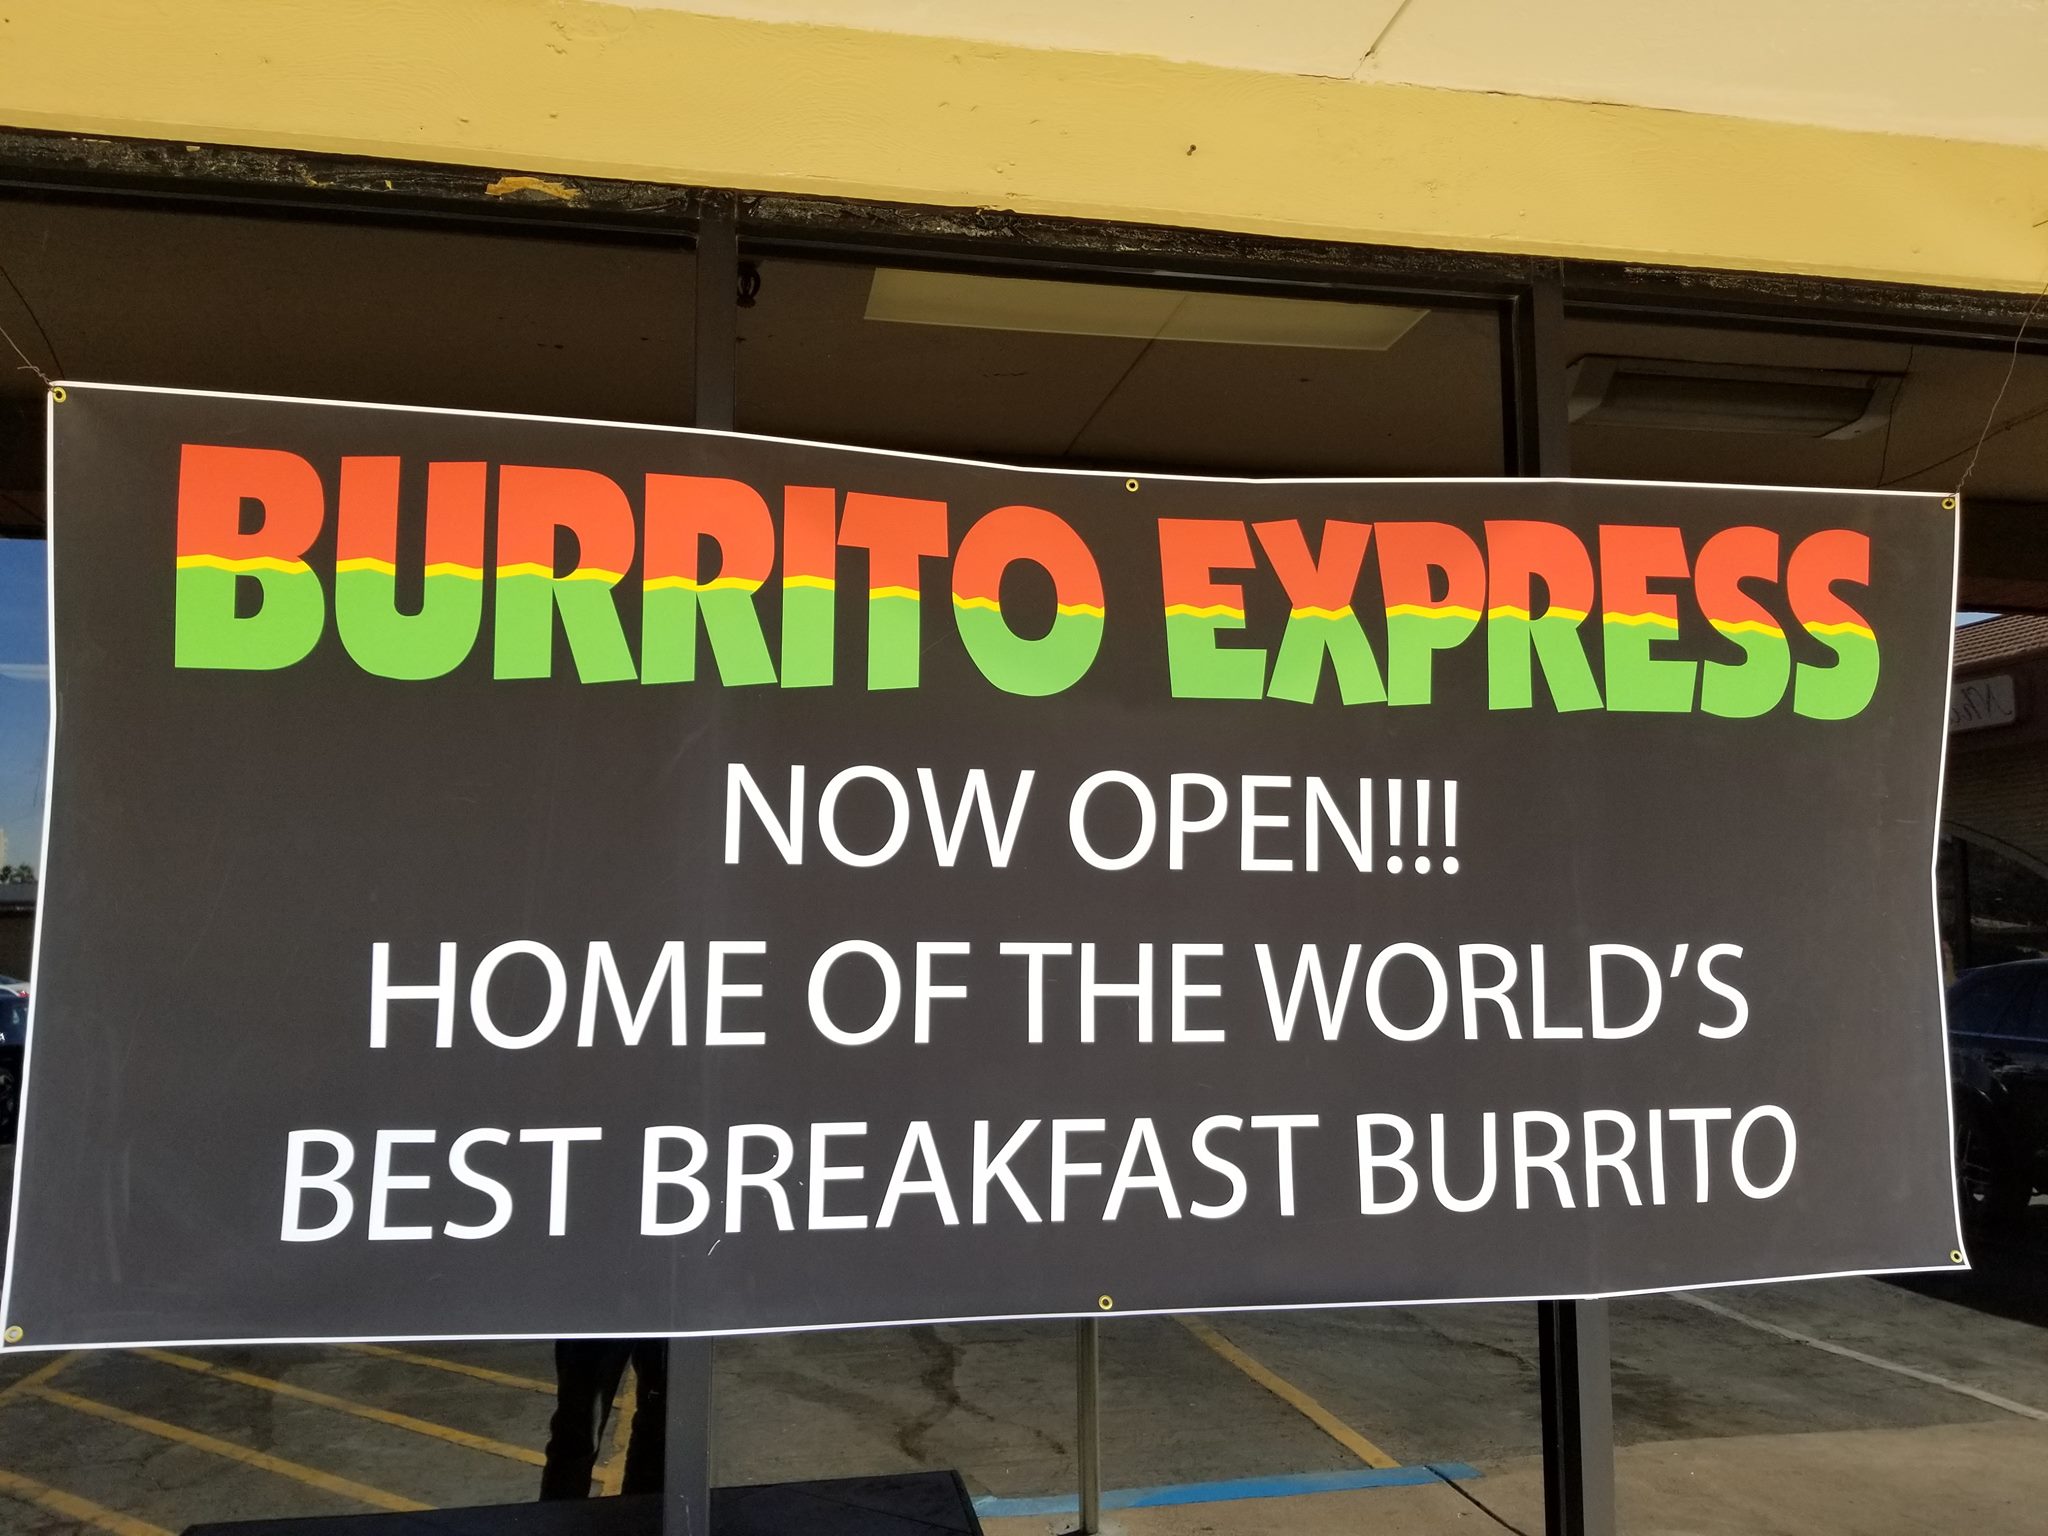 BURRITO EXPRESS
NOW OPEN!!!
HOME OF THE WORLD'S
BEST BREAKFAST BURRITO